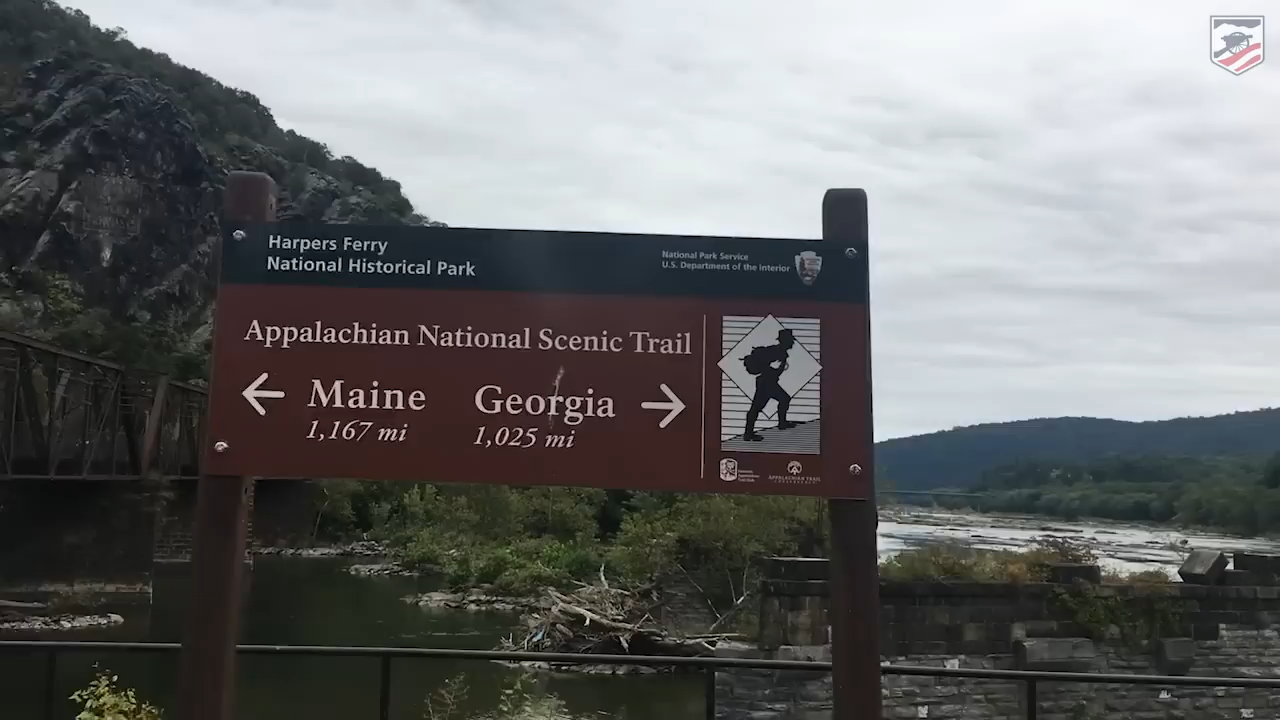 Harpers Ferry
National Historical Park
National Park Service
U.S. Department of the Interior
Appalachian National Scenic Trail
← Maine
1,167 mi
Georgia →
1,025 mi
APPALACHIAN TRAIL
CONSERVANCY